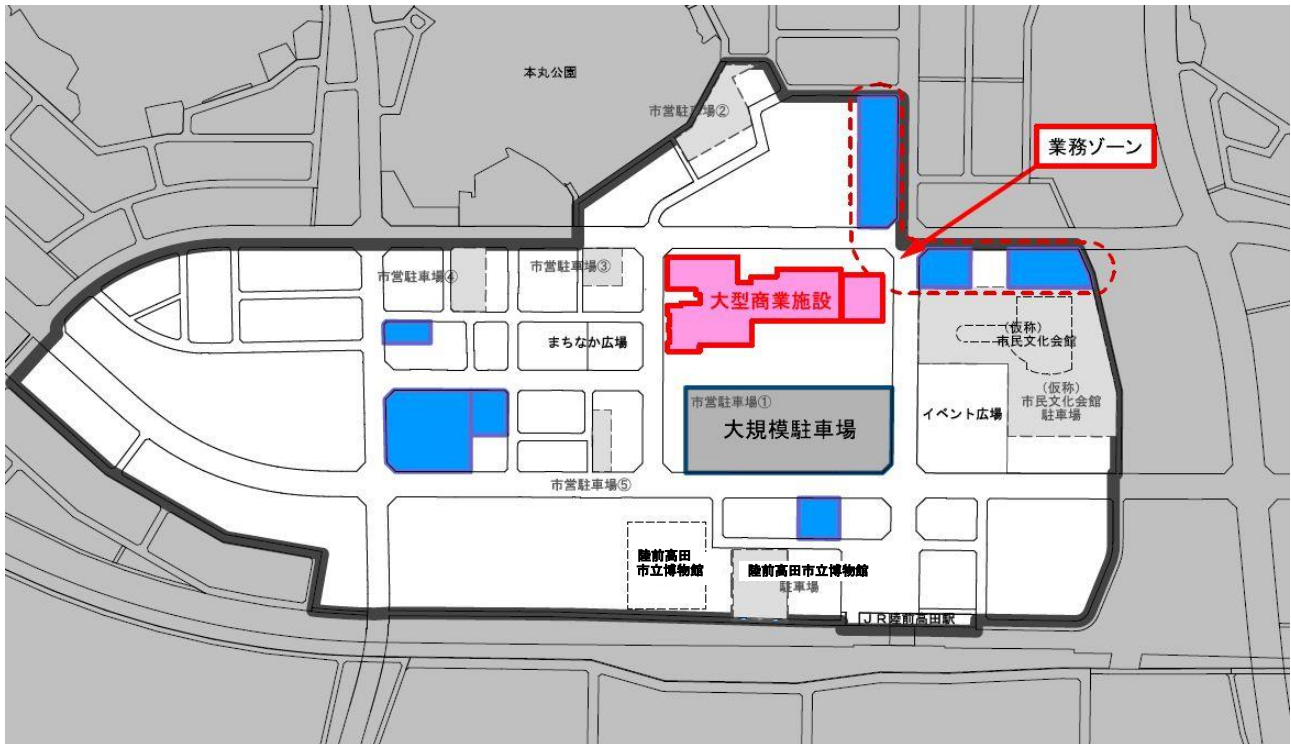 本丸公園
市営駐車場②
業務ゾーン
市営駐車場④
市営駐車場③
大型商業施設
まちなか広場
(仮称)
市民文化会館
市営駐車場①
大規模駐車場
イベント広場
(仮称)
市民文化会館
駐車場
市営駐車場⑤
陸前高田
市立博物館
陸前高田市立博物館
駐車場
JR陸前高田駅